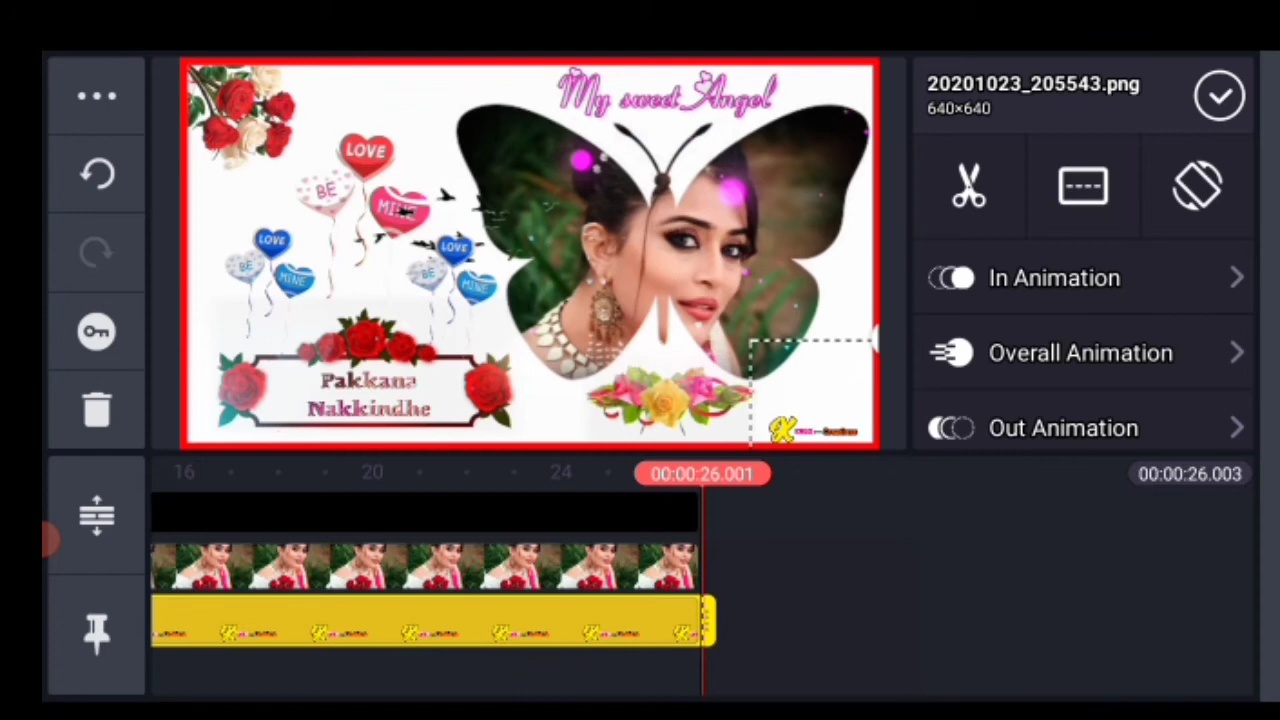 My sweet Angel
LOVE
BE
MINE
LOVE
BE
MINE
LOVE
BE
MINE
Pakkana
Nakkindhe
20201023_205543.png
640×640
In Animation
Overall Animation
Out Animation
16
20
24
00:00:26.001
00:00:26.003